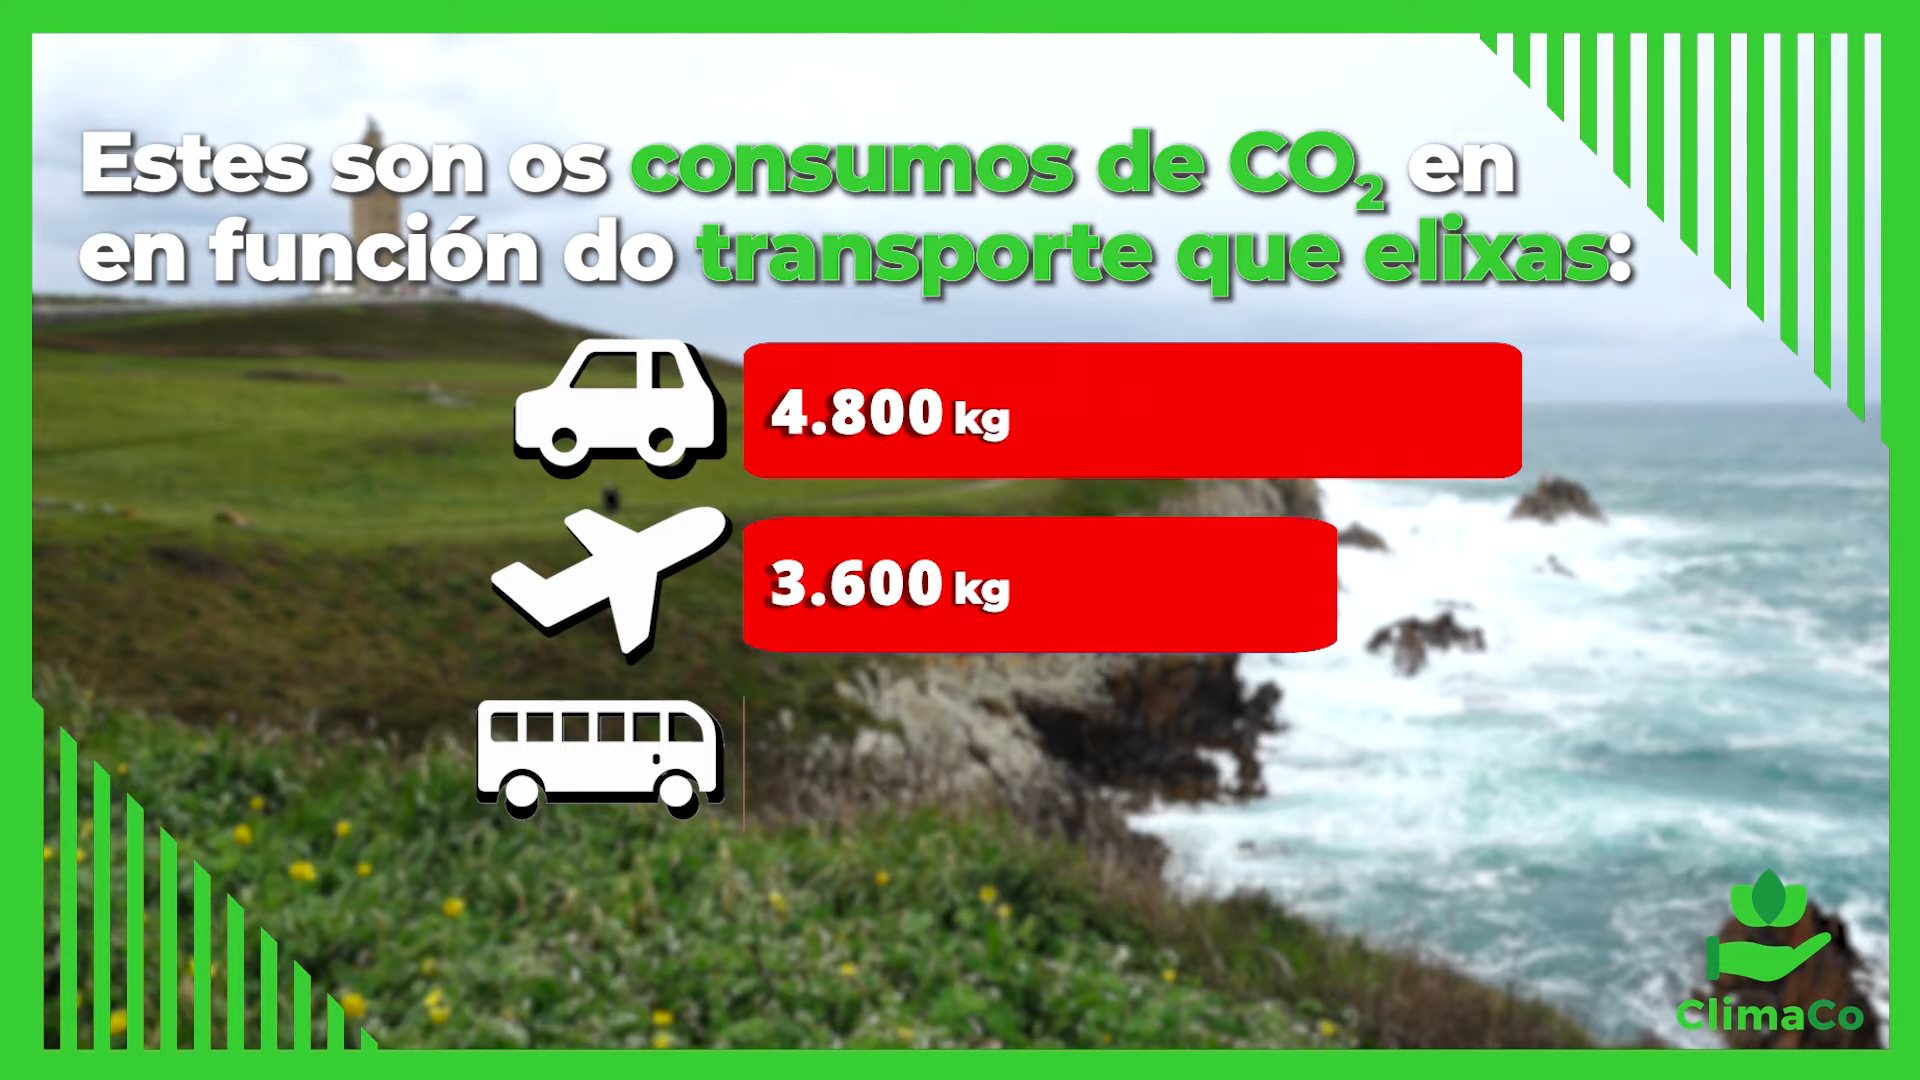 Estes son os consumos de CO₂ en
en función do transporte que elixas:
4.800 kg
3.600 kg
ClimaCo